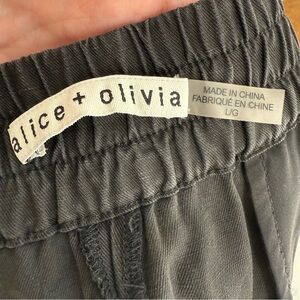 alice + olivia
MADE IN CHINA
FABRIQUÉ EN CHINE
L/G